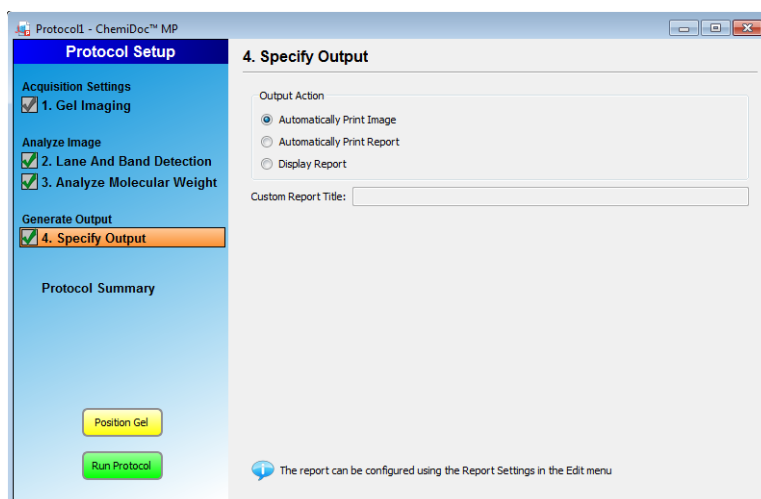 Protocol1 - ChemiDoc™ MP
Protocol Setup
4. Specify Output
Acquisition Settings
1. Gel Imaging
Analyze Image
2. Lane And Band Detection
3. Analyze Molecular Weight
Generate Output
4. Specify Output
Protocol Summary
Position Gel
Run Protocol
Output Action
Automatically Print Image
Automatically Print Report
Display Report
Custom Report Title:
The report can be configured using the Report Settings in the Edit menu